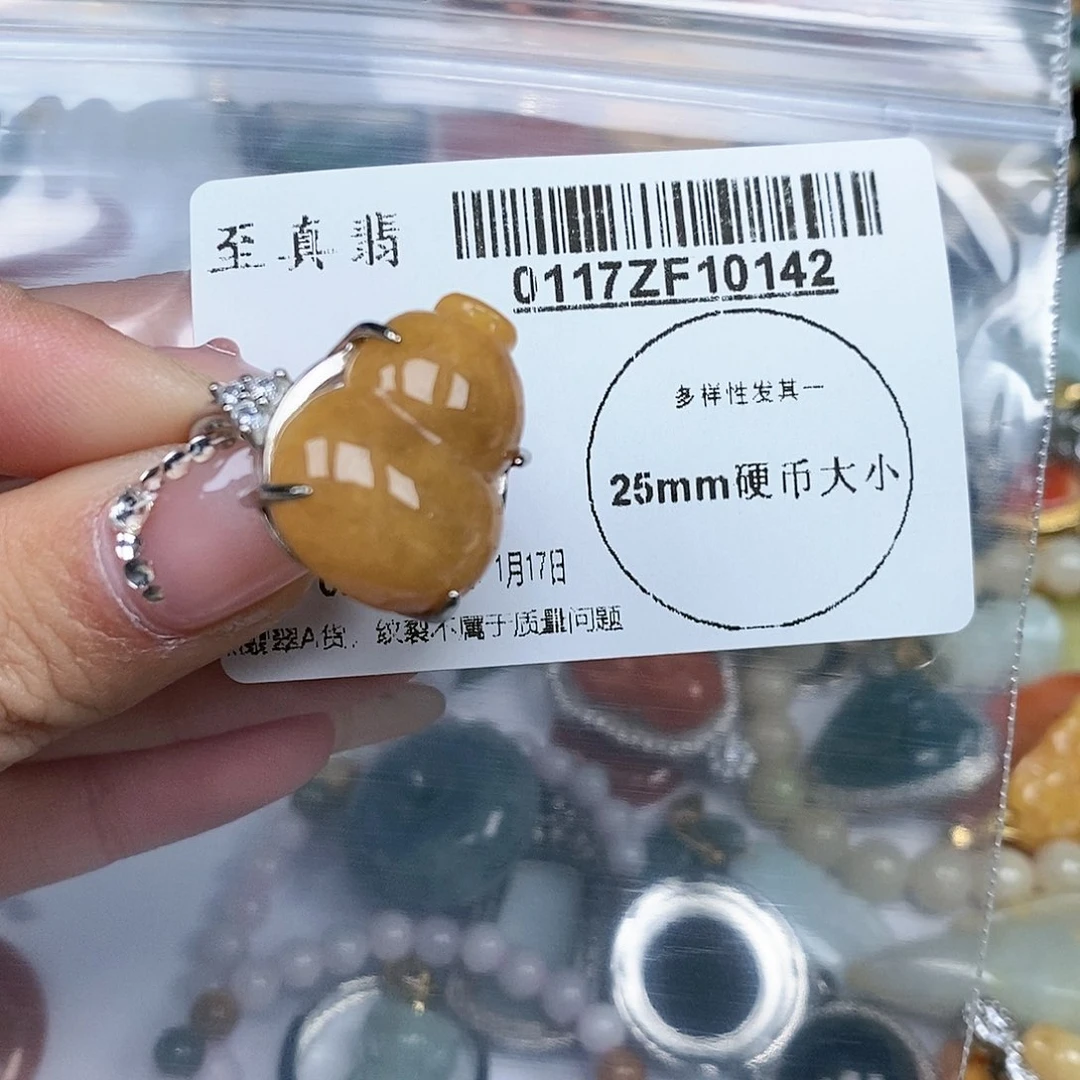 至真翡
0117ZF10142
多样性发其一
25mm硬币大小
1月17日
翠A货，纹裂不属于质量问题